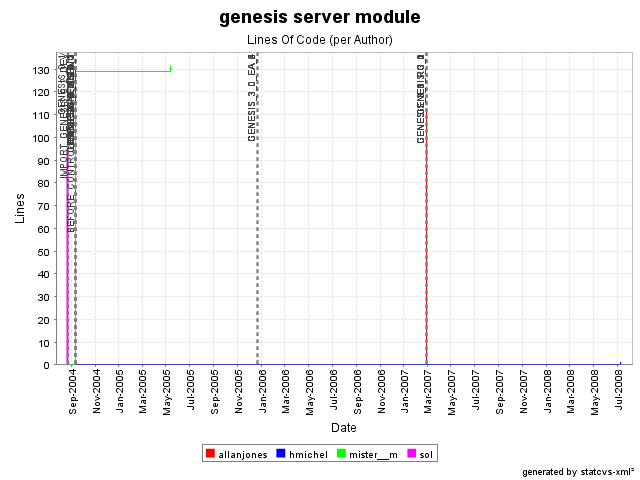 genesis server module
Lines Of Code (per Author)
Lines
130
120
110
100
90
80
70
60
50
40
30
20
10
0
GENESIS_3_0_EA
Sep-2004
Nov-2004
Jan-2005
Mar-2005
May-2005
Jul-2005
Sep-2005
Nov-2005
Jan-2006
Mar-2006
May-2006
Jul-2006
Sep-2006
Nov-2006
Jan-2007
Mar-2007
May-2007
Jul-2007
Sep-2007
Nov-2007
Jan-2008
Mar-2008
May-2008
Jul-2008
Date
allanjones hmichel mister__m sol
generated by statcvs-xml²